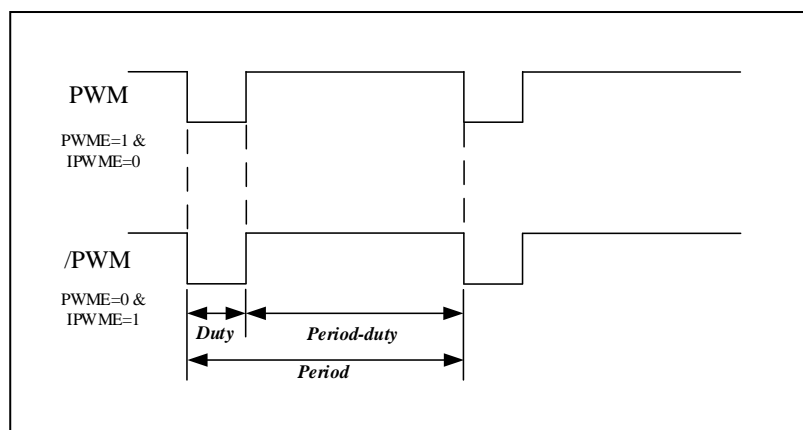 PWM
PWME=1 &
IPWME=0
/PWM
PWME=0 &
IPWME=1
Duty
Period-duty
Period